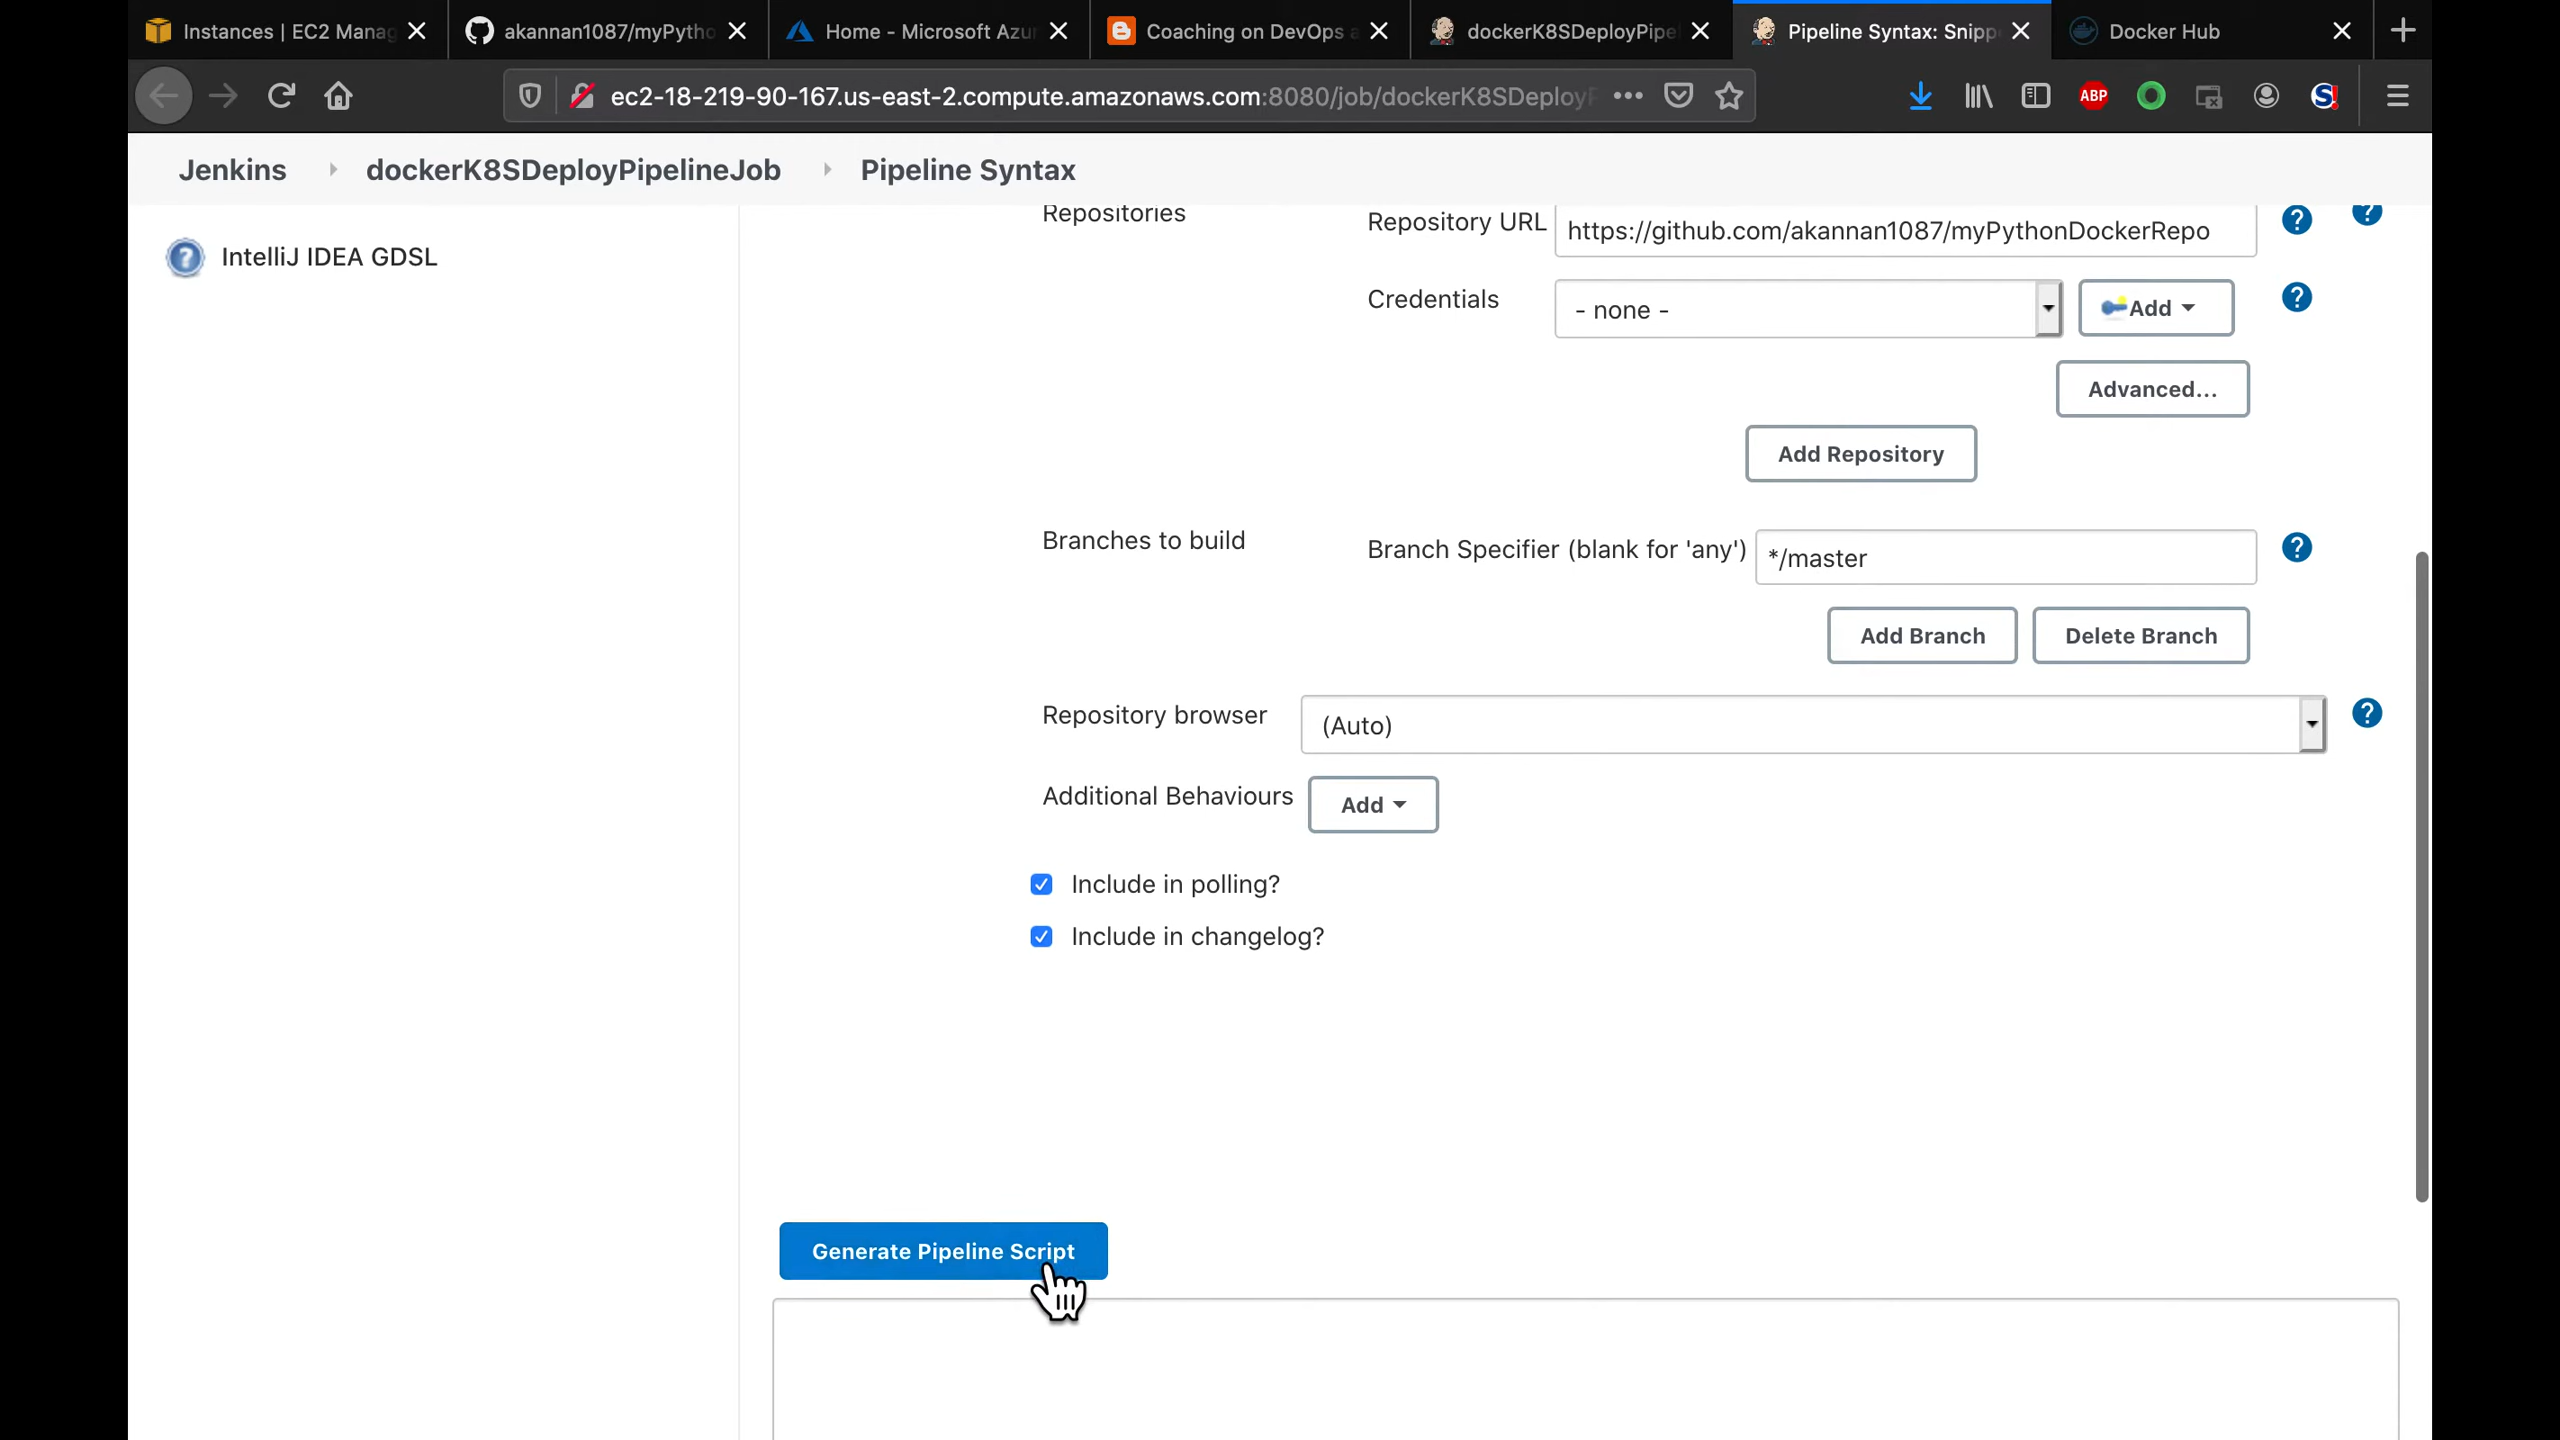 Instances | EC2 Manag
akannan1087/myPytho
Home - Microsoft Azur
Coaching on DevOps a
dockerK8SDeployPipel
Pipeline Syntax: Snipp
Docker Hub
ec2-18-219-90-167.us-east-2.compute.amazonaws.com:8080/job/dockerK8SDeployP
ABP
Jenkins
dockerK8SDeployPipelineJob
Pipeline Syntax
IntelliJ IDEA GDSL
Repositories
Repository URL
https://github.com/akannan1087/myPythonDockerRepo
Credentials
- none -
Add
Advanced...
Add Repository
Branches to build
Branch Specifier (blank for 'any')
*/master
Add Branch
Delete Branch
Repository browser
(Auto)
Additional Behaviours
Add
Include in polling?
Include in changelog?
Generate Pipeline Script